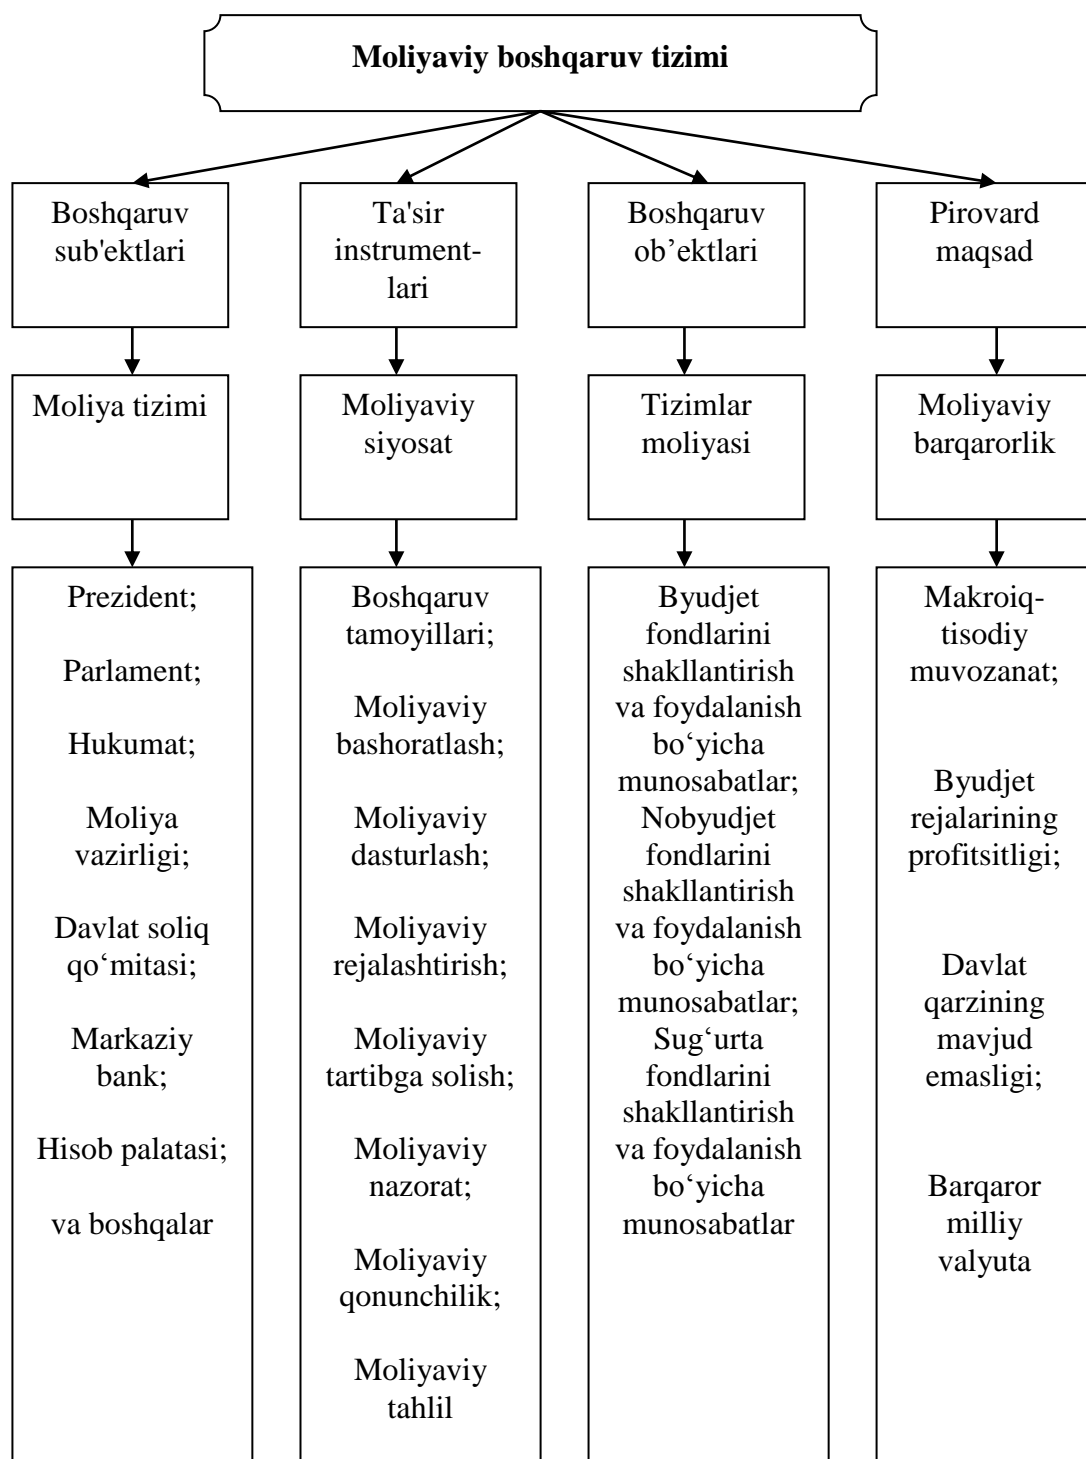 Moliyaviy boshqaruv tizimi
Boshqaruv
sub'ektlari
Ta'sir
instrument-
lari
Boshqaruv
ob’ektlari
Pirovard
maqsad
Moliya tizimi
Moliyaviy
siyosat
Tizimlar
moliyasi
Moliyaviy
barqarorlik
Prezident;
Parlament;
Hukumat;
Moliya
vazirligi;
Davlat soliq
qo‘mitasi;
Markaziy
bank;
Hisob palatasi;
va boshqalar
Boshqaruv
tamoyillari;
Moliyaviy
bashoratlash;
Moliyaviy
dasturlash;
Moliyaviy
rejalashtirish;
Moliyaviy
tartibga solish;
Moliyaviy
nazorat;
Moliyaviy
qonunchilik;
Moliyaviy
tahlil
Byudjet
fondlarini
shakllantirish
va foydalanish
bo‘yicha
munosabatlar;
Nobyudjet
fondlarini
shakllantirish
va foydalanish
bo‘yicha
munosabatlar;
Sug‘urta
fondlarini
shakllantirish
va foydalanish
bo‘yicha
munosabatlar
Makroiq-
tisodiy
muvozanat;
Byudjet
rejalarining
profitsitligi;
Davlat
qarzining
mavjud
emasligi;
Barqaror
milliy
valyuta